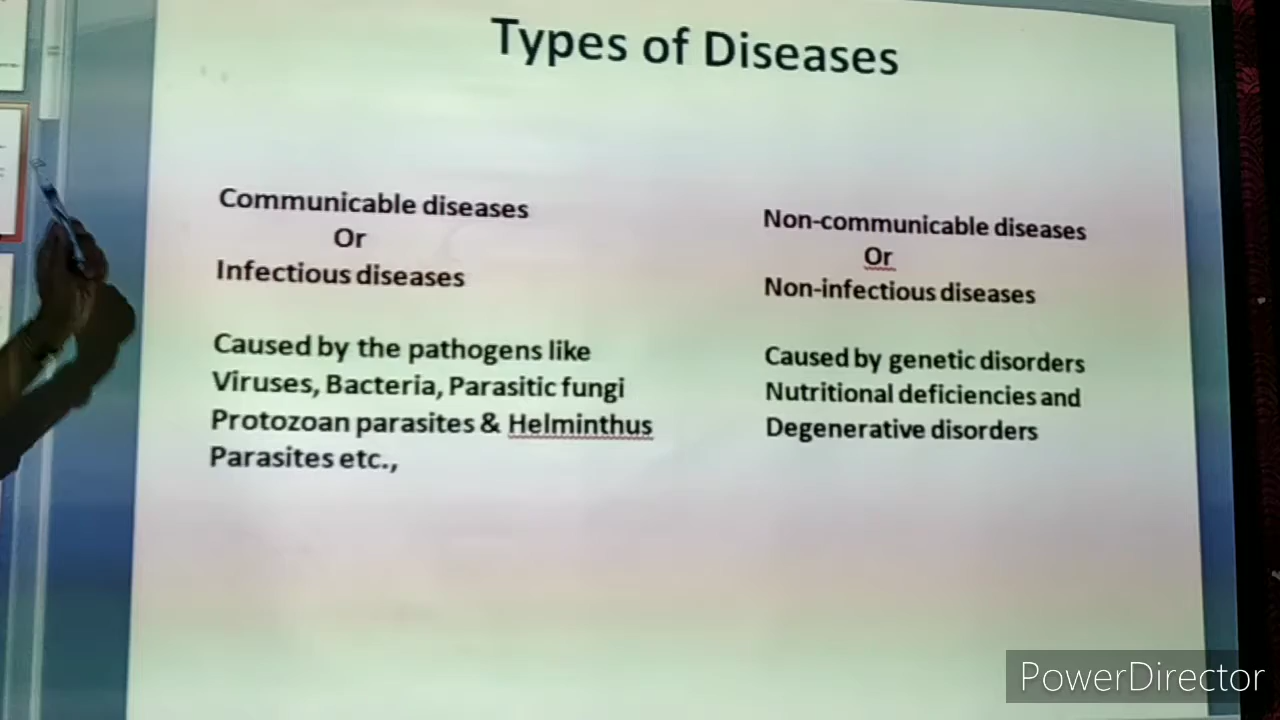 Types of Diseases
Communicable diseases
Or
Infectious diseases
Caused by the pathogens like
Viruses, Bacteria, Parasitic fungi
Protozoan parasites & Helminthus
Parasites etc.,
Non-communicable diseases
Or
Non-infectious diseases
Caused by genetic disorders
Nutritional deficiencies and
Degenerative disorders
PowerDirector